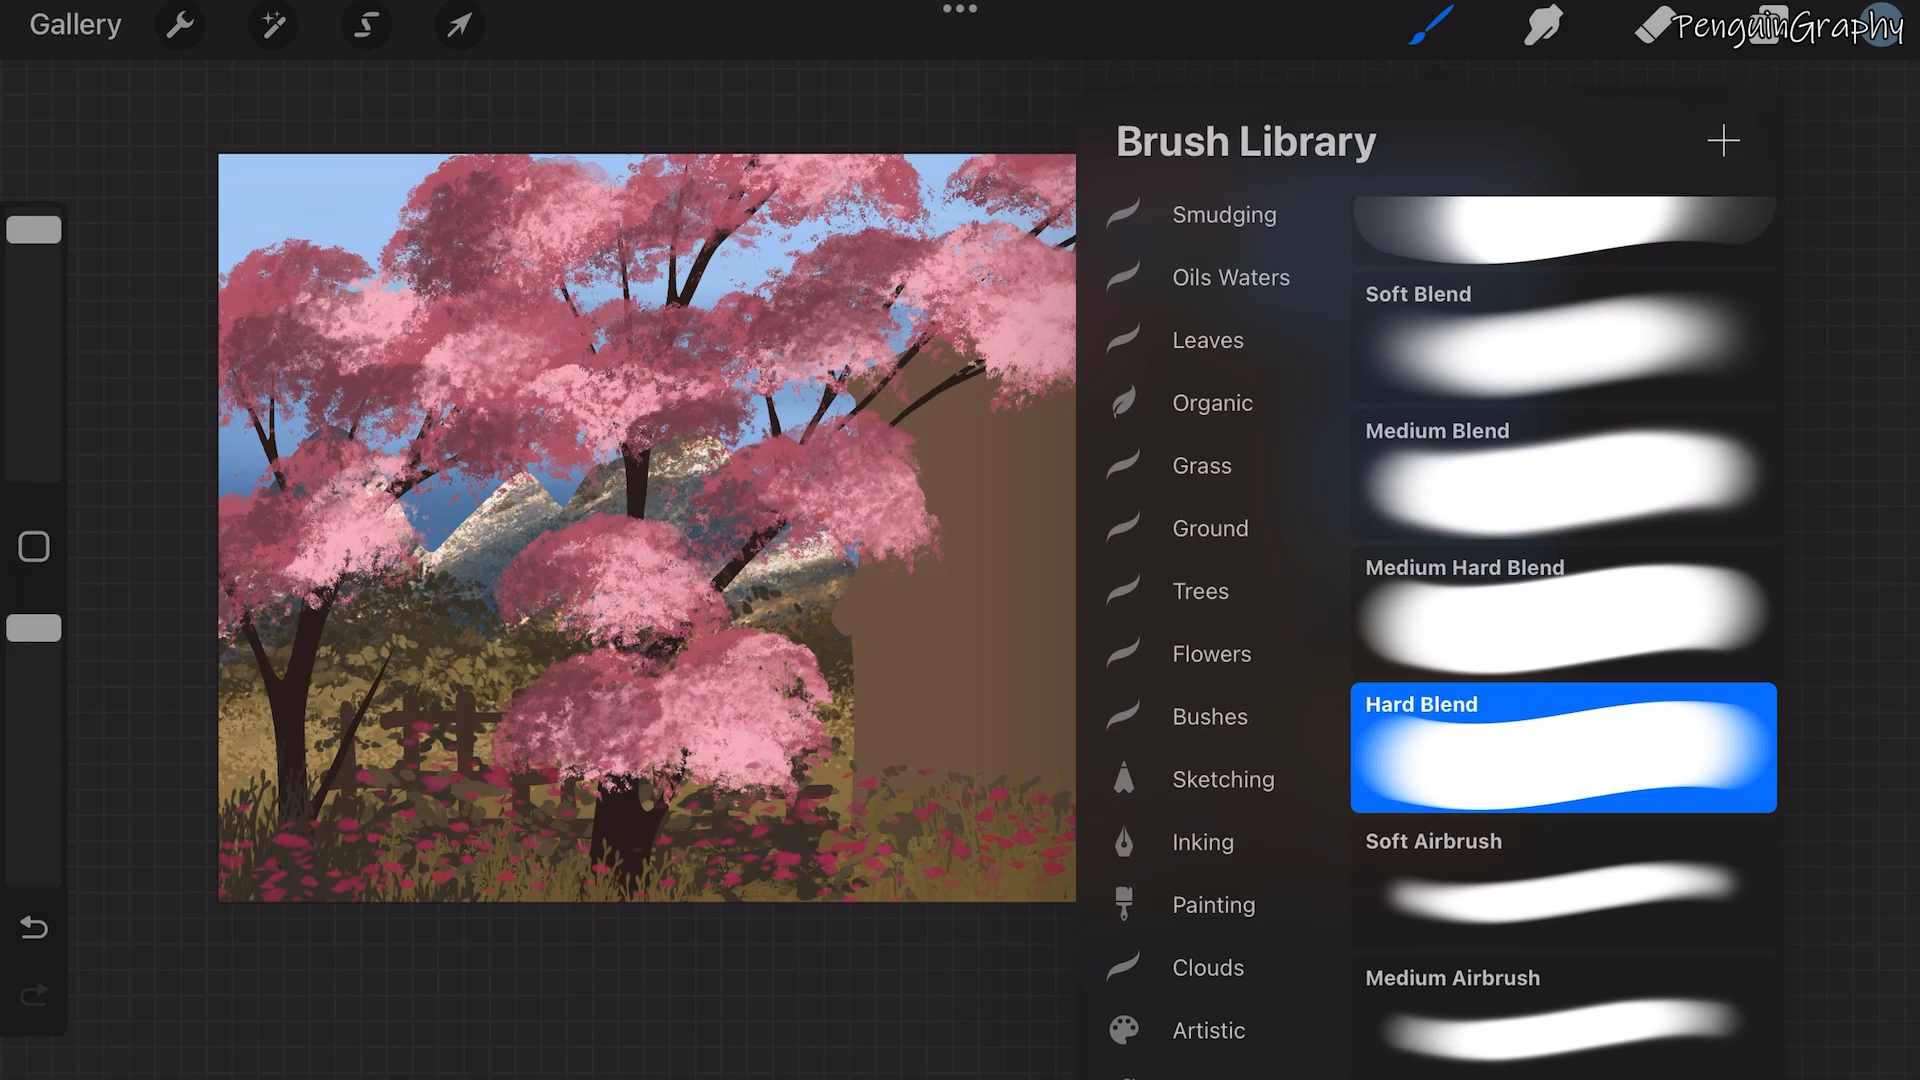 Gallery
PenguinGraphy
Brush Library
Smudging
Oils Waters
Leaves
Organic
Grass
Ground
Trees
Flowers
Bushes
Sketching
Inking
Painting
Clouds
Artistic
Soft Blend
Medium Blend
Medium Hard Blend
Hard Blend
Soft Airbrush
Medium Airbrush